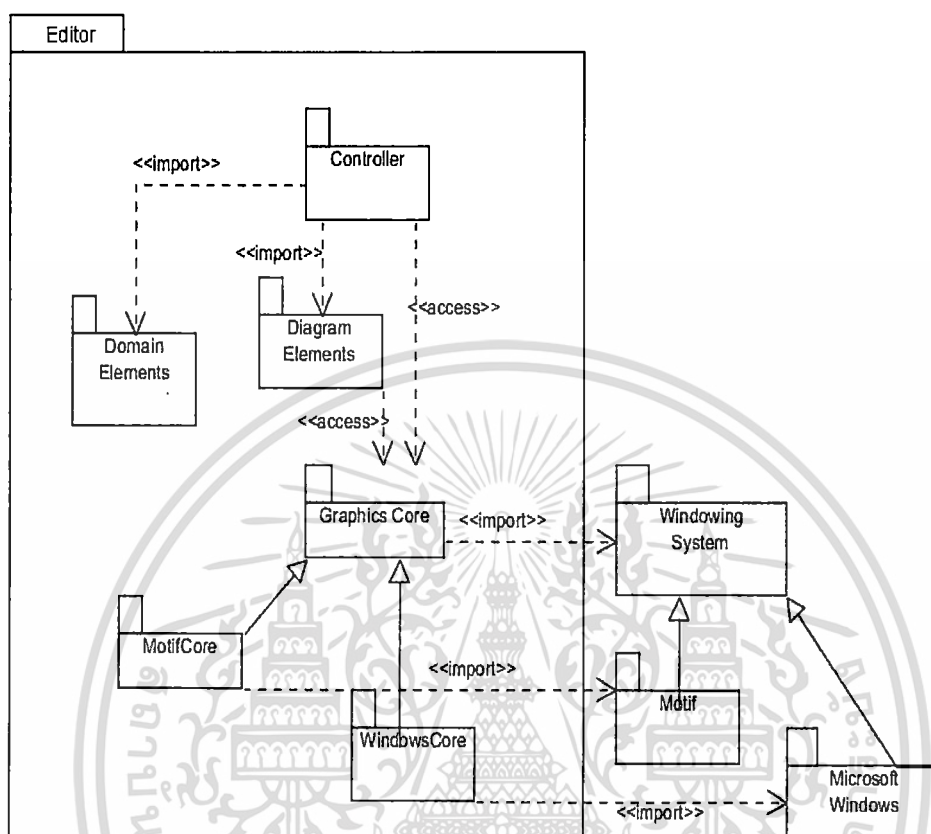 Editor
Controller
<<import>>
<<import>>
<<access>>
Domain
Elements
Diagram
Elements
<<access>>
Graphics Core
<<import>>
Windowing
System
MotifCore
<<import>>
Motif
WindowsCore
Microsoft
Windows
<<import>>